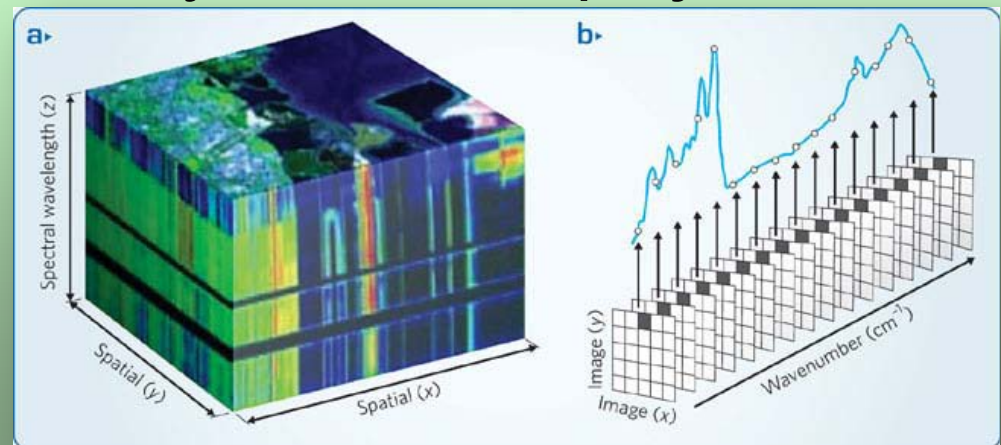 a
Spectral wavelength (z)
Spatial (y)
Spatial (x)
b
Image (y)
Image (x)
Wavenumber (cm⁻¹)